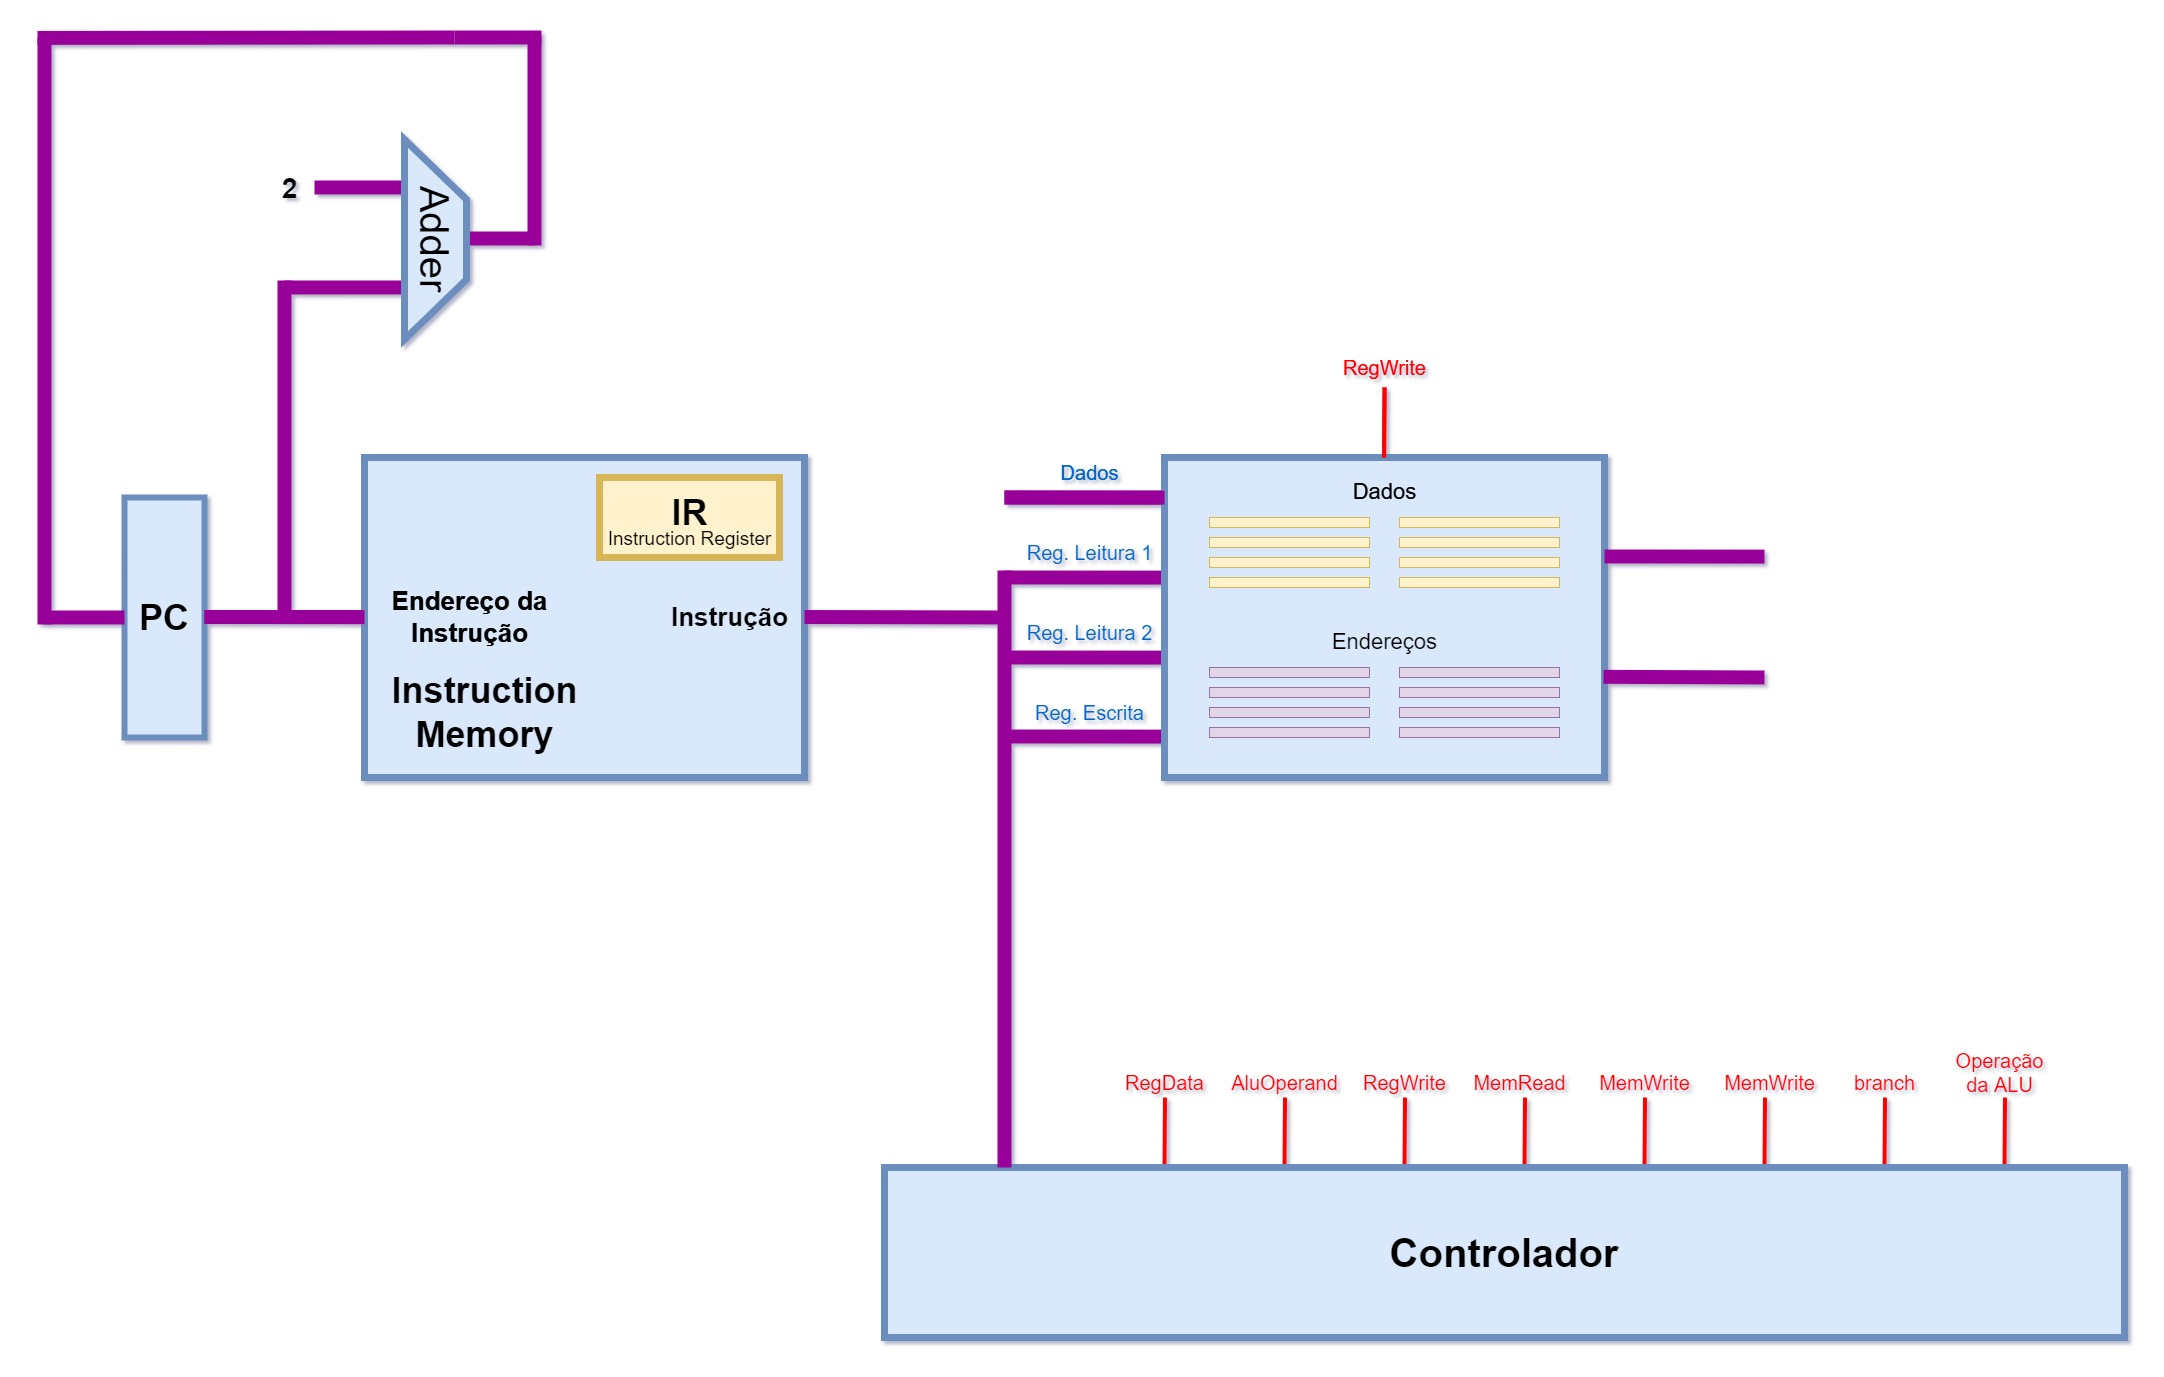 2
Adder
PC
IR
Instruction Register
Endereço da
Instrução
Instrução
Instruction
Memory
RegWrite
Dados
Reg. Leitura 1
Reg. Leitura 2
Reg. Escrita
Dados
Endereços
RegData
AluOperand
RegWrite
MemRead
MemWrite
MemWrite
branch
Operação
da ALU
Controlador